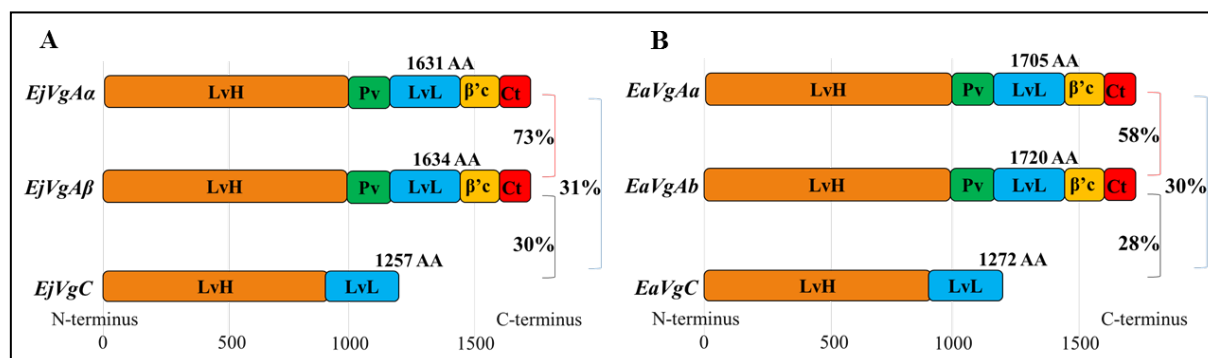 A
1631 AA
EjVgAα LvH Pv LvL β'c Ct
73%
1634 AA
EjVgAβ LvH Pv LvL β'c Ct
31%
30%
1257 AA
EjVgC LvH LvL
N-terminus C-terminus
0 500 1000 1500
B
1705 AA
EaVgAa LvH Pv LvL β'c Ct
58%
1720 AA
EaVgAb LvH Pv LvL β'c Ct
30%
28%
1272 AA
EaVgC LvH LvL
N-terminus C-terminus
0 500 1000 1500